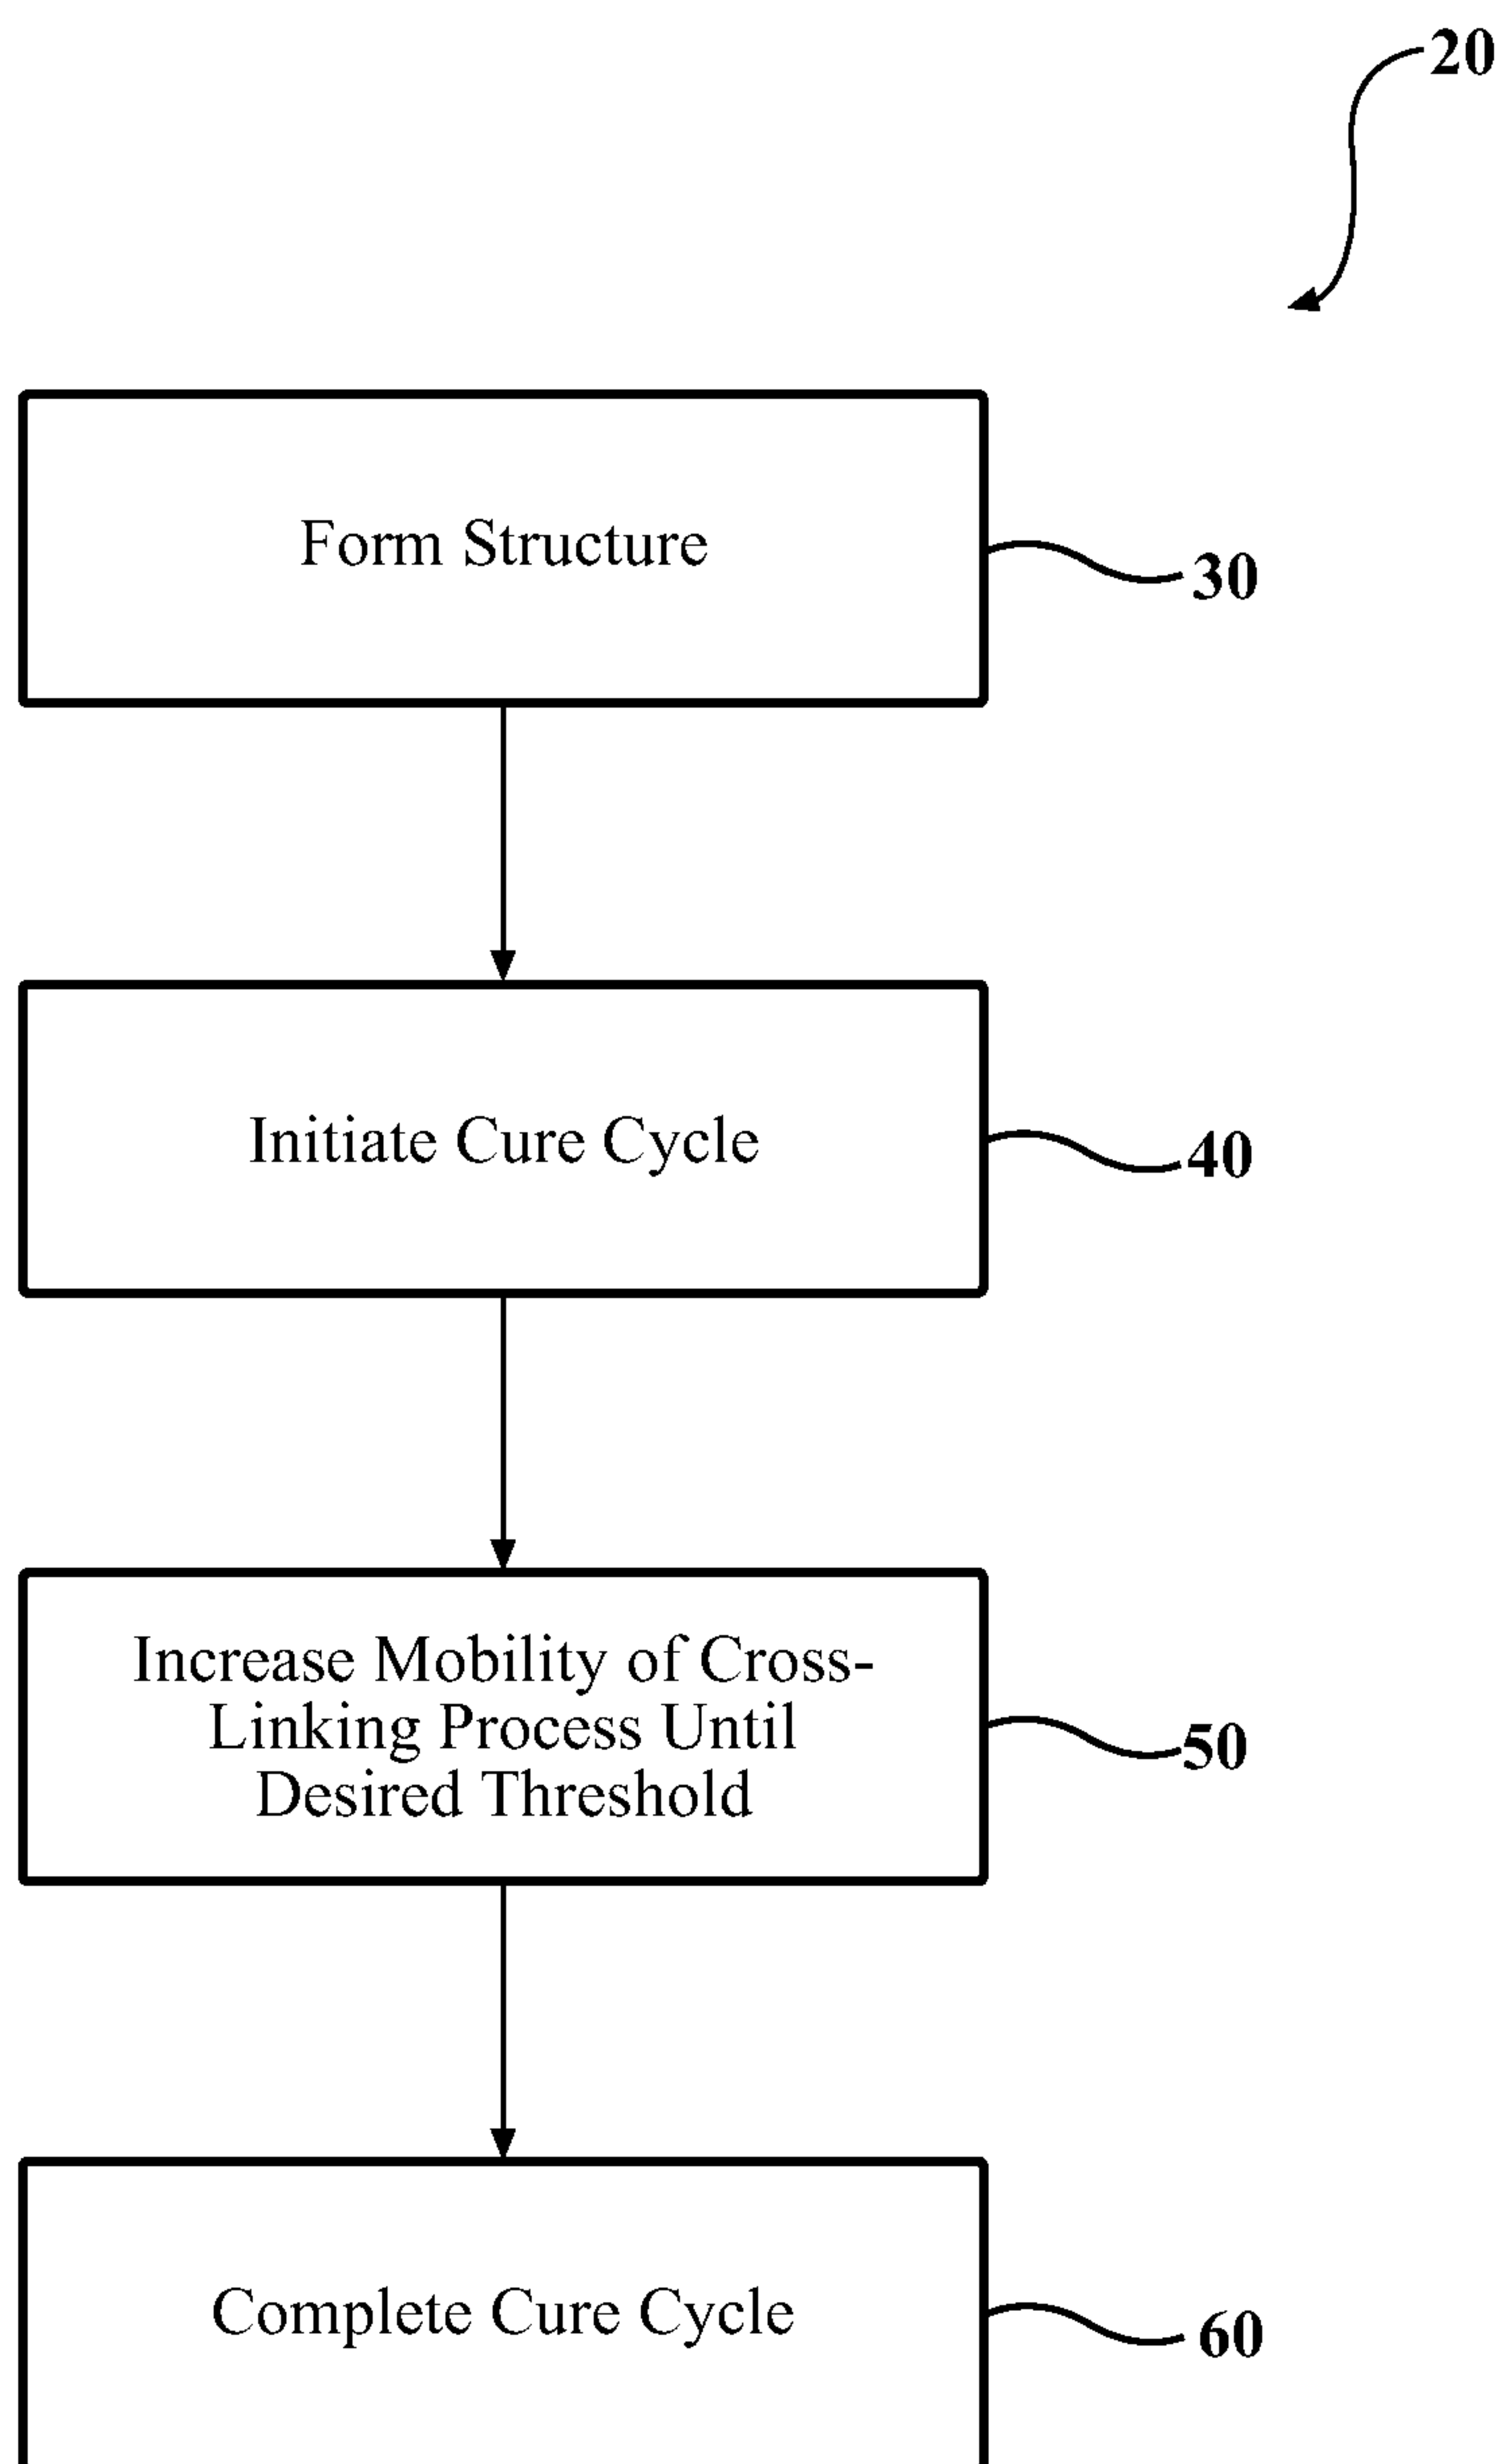 20
Form Structure
30
Initiate Cure Cycle
40
Increase Mobility of Cross-
Linking Process Until
Desired Threshold
50
Complete Cure Cycle
60